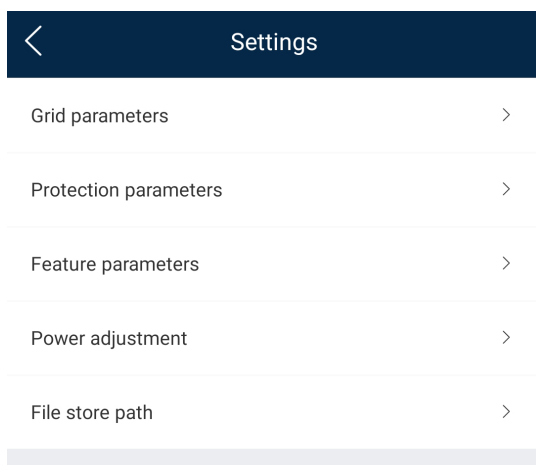 Settings
Grid parameters
Protection parameters
Feature parameters
Power adjustment
File store path